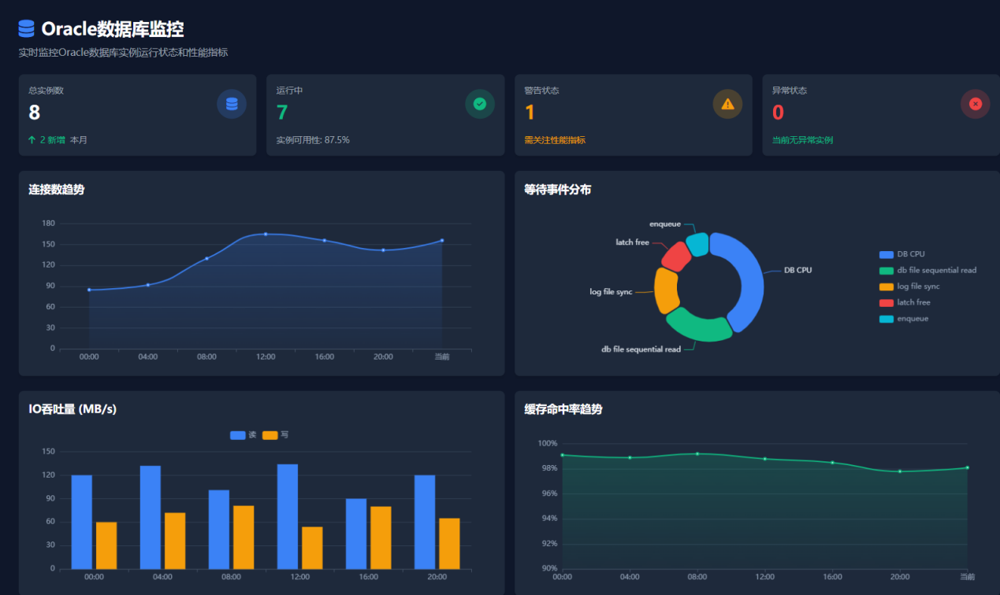 Oracle数据库监控
实时监控Oracle数据库实例运行状态和性能指标
总实例数
8
2 新增 本月
运行中
7
实例可用性: 87.5%
警告状态
1
需关注性能指标
异常状态
0
当前无异常实例
连接数趋势
180
150
120
90
60
30
0
00:00 04:00 08:00 12:00 16:00 20:00 当前
等待事件分布
enqueue
latch free
log file sync
db file sequential read
DB CPU
DB CPU
db file sequential read
log file sync
latch free
enqueue
IO吞吐量 (MB/s)
读 写
150
120
90
60
30
0
00:00 04:00 08:00 12:00 16:00 20:00
缓存命中率趋势
100%
98%
96%
94%
92%
90%
00:00 04:00 08:00 12:00 16:00 20:00 当前